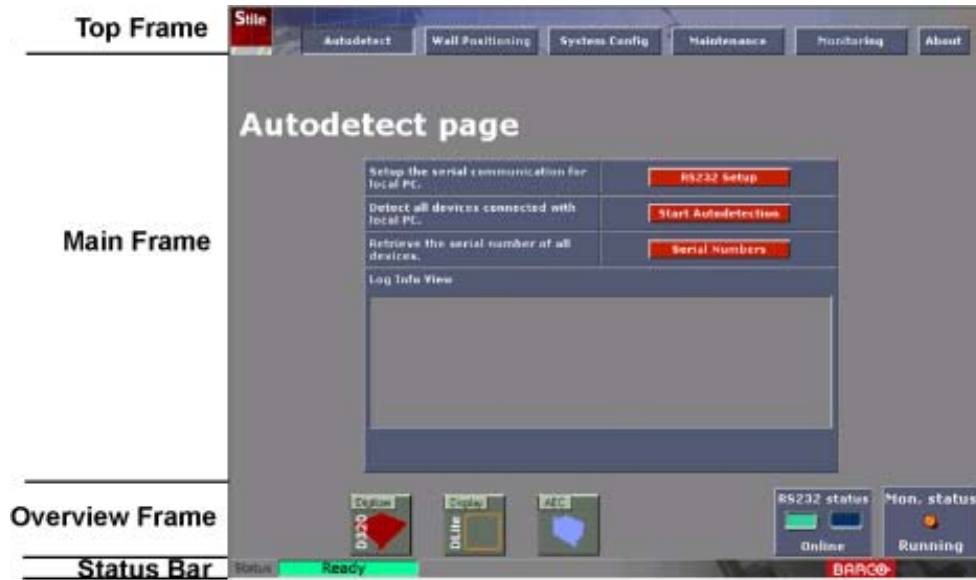 Top Frame
Stile
Autodetect
Wall Positioning
System Config
Maintenance
Monitoring
About
Autodetect page
Main Frame
Setup the serial communication for
local PC.
RS232 Setup
Detect all devices connected with
local PC.
Start Autodetection
Retrieve the serial number of all
devices.
Serial Numbers
Log Info View
Overview Frame
D320
Display
DLite
AEC
RS232 status
Online
Mon. status
Running
Status Bar
Status
Ready
BARCO